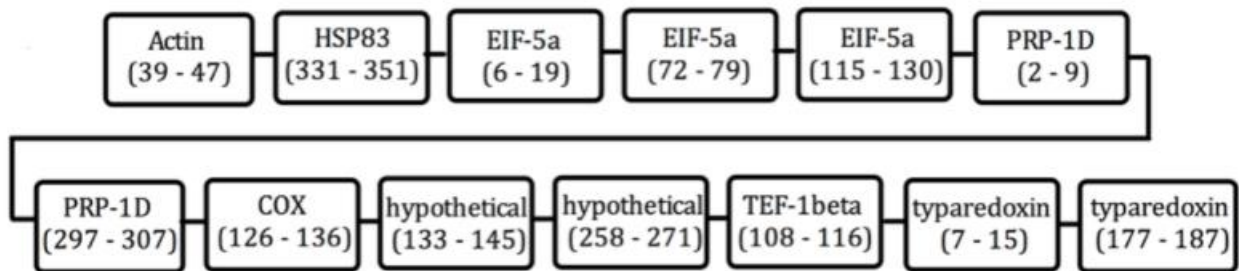 Actin HSP83 EIF-5a EIF-5a EIF-5a PRP-1D
(39 - 47) (331 - 351) (6 - 19) (72 - 79) (115 - 130) (2 - 9)
PRP-1D COX hypothetical hypothetical TEF-1beta typaredoxin typaredoxin
(297 - 307) (126 - 136) (133 - 145) (258 - 271) (108 - 116) (7 - 15) (177 - 187)